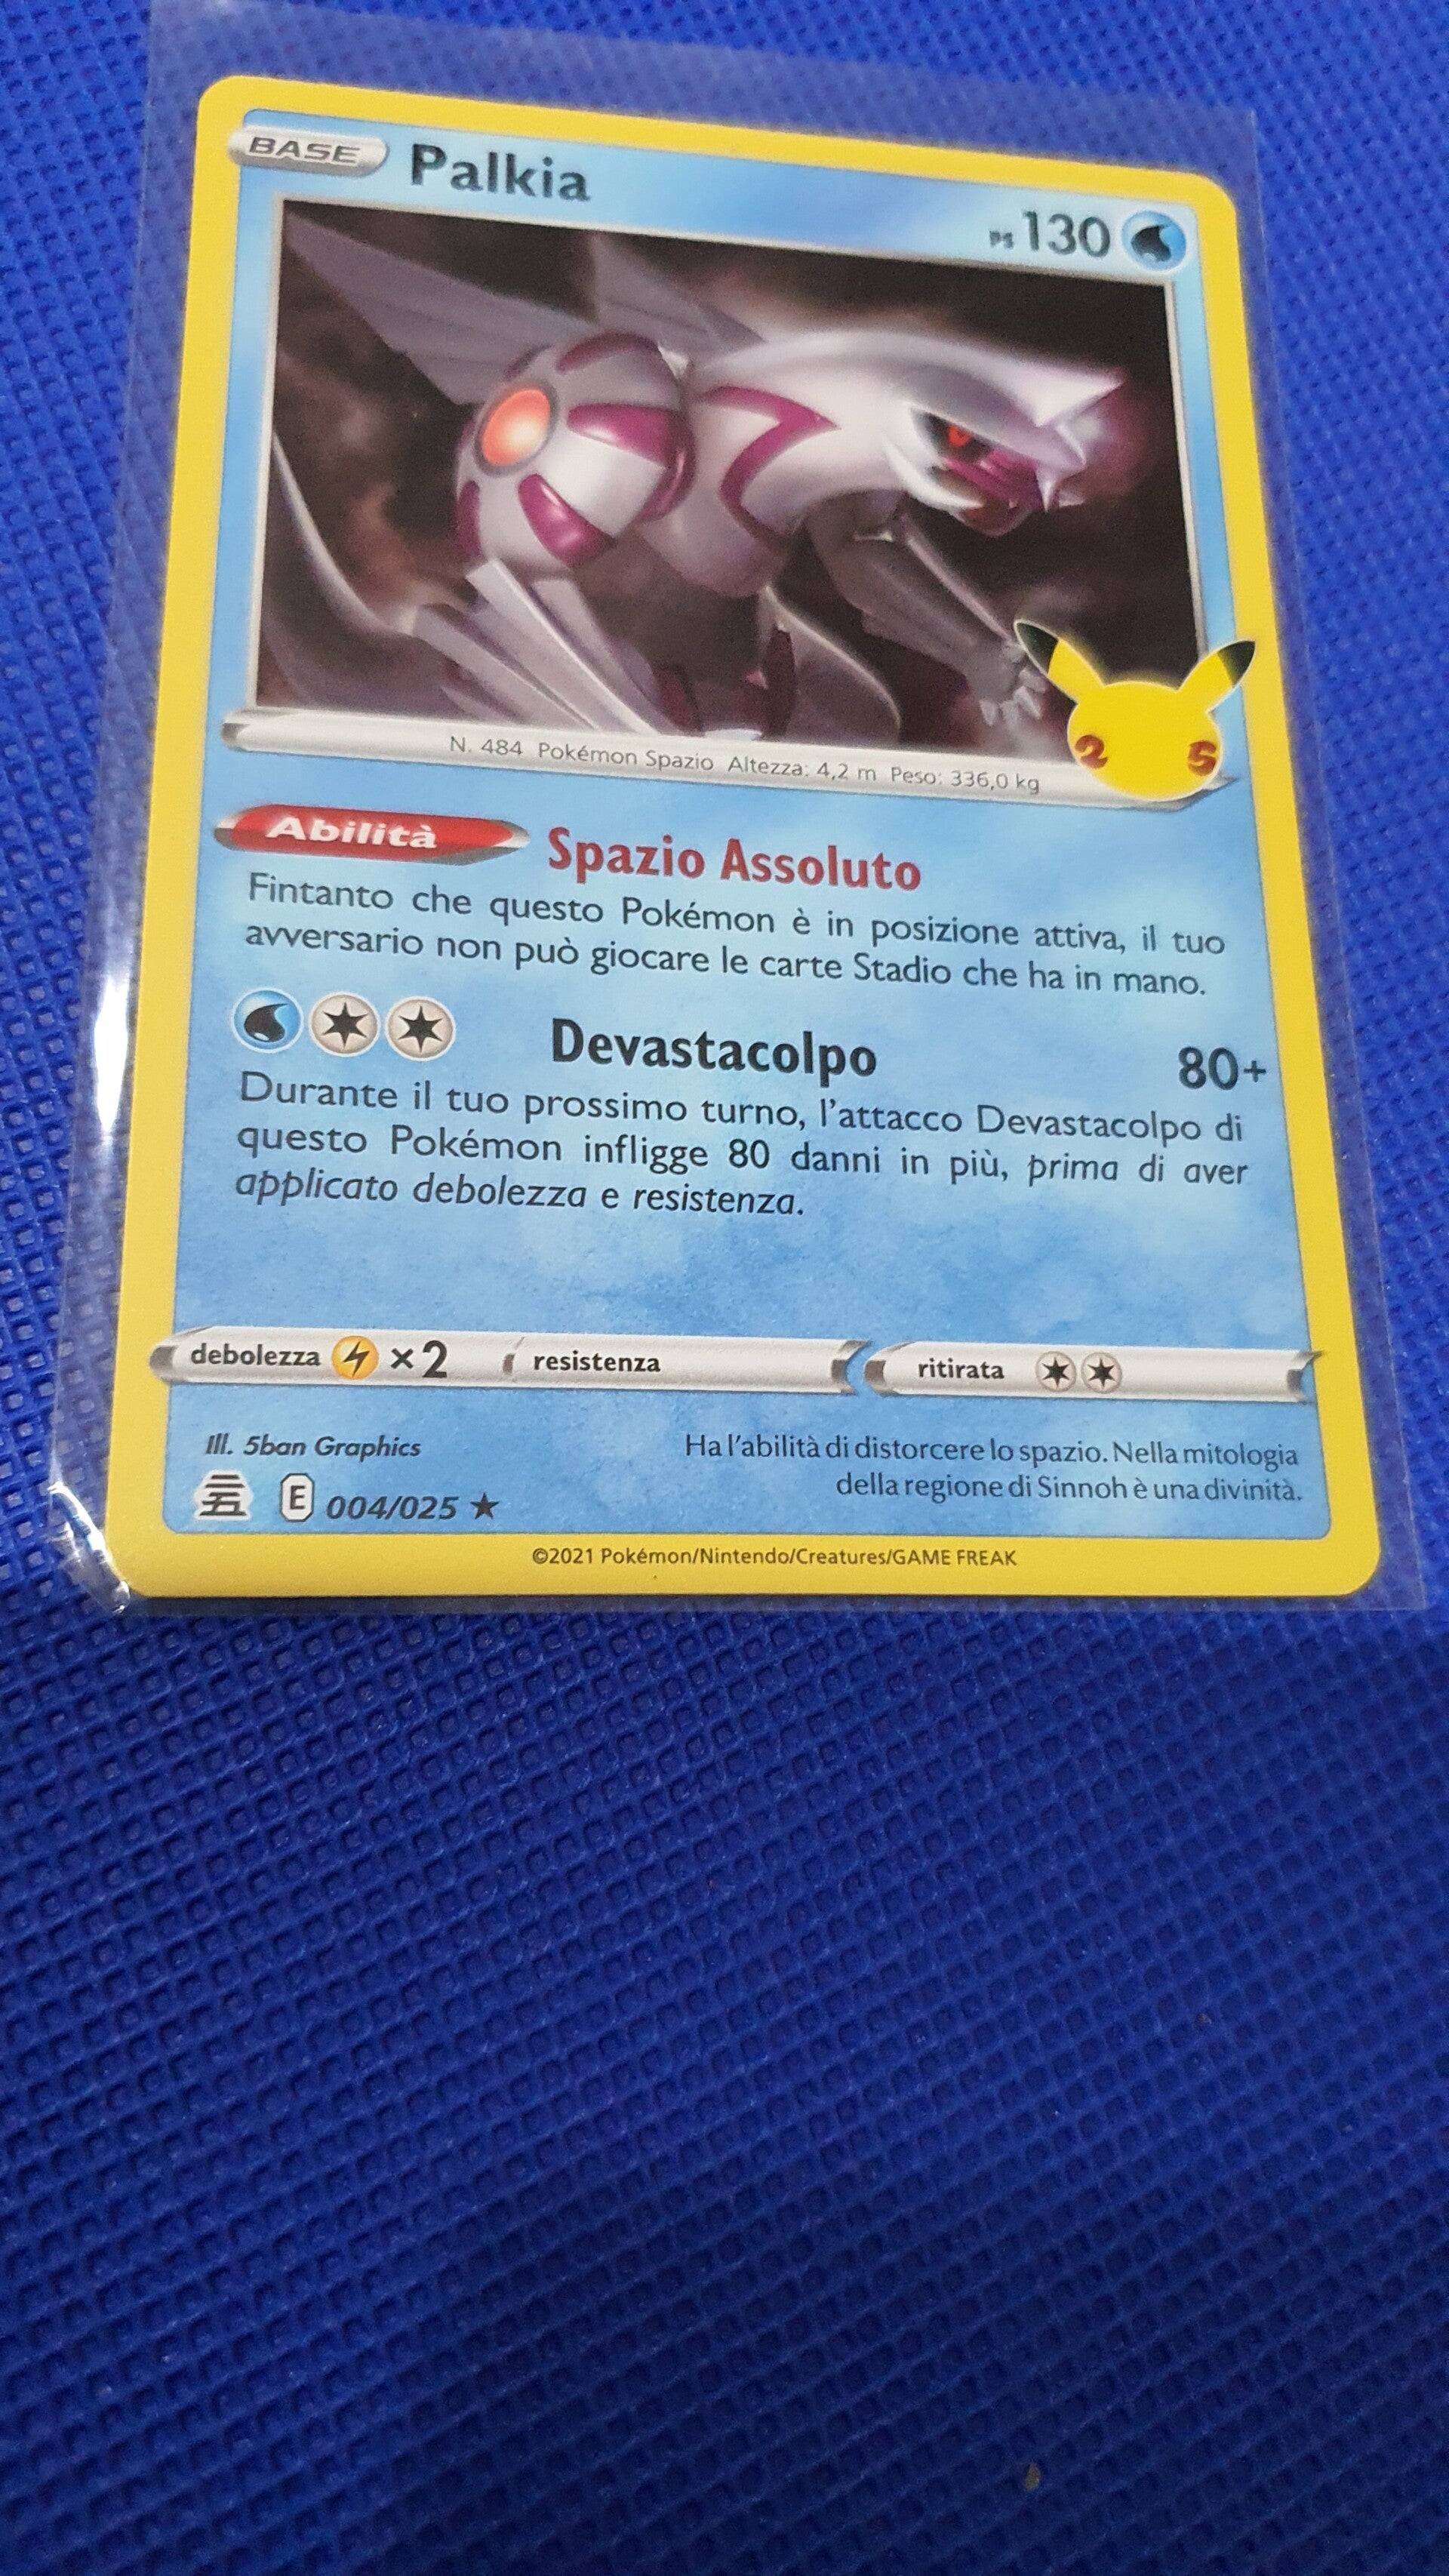 BASE Palkia
PS 130
N. 484 Pokémon Spazio Altezza: 4,2 m Peso: 336,0 kg
2 5
Abilità Spazio Assoluto
Fintanto che questo Pokémon è in posizione attiva, il tuo
avversario non può giocare le carte Stadio che ha in mano.
Devastacolpo 80+
Durante il tuo prossimo turno, l'attacco Devastacolpo di
questo Pokémon infligge 80 danni in più, prima di aver
applicato debolezza e resistenza.
debolezza ×2 resistenza ritirata
Ill. 5ban Graphics
Ha l'abilità di distorcere lo spazio. Nella mitologia
della regione di Sinnoh è una divinità.
E 004/025 ★
©2021 Pokémon/Nintendo/Creatures/GAME FREAK